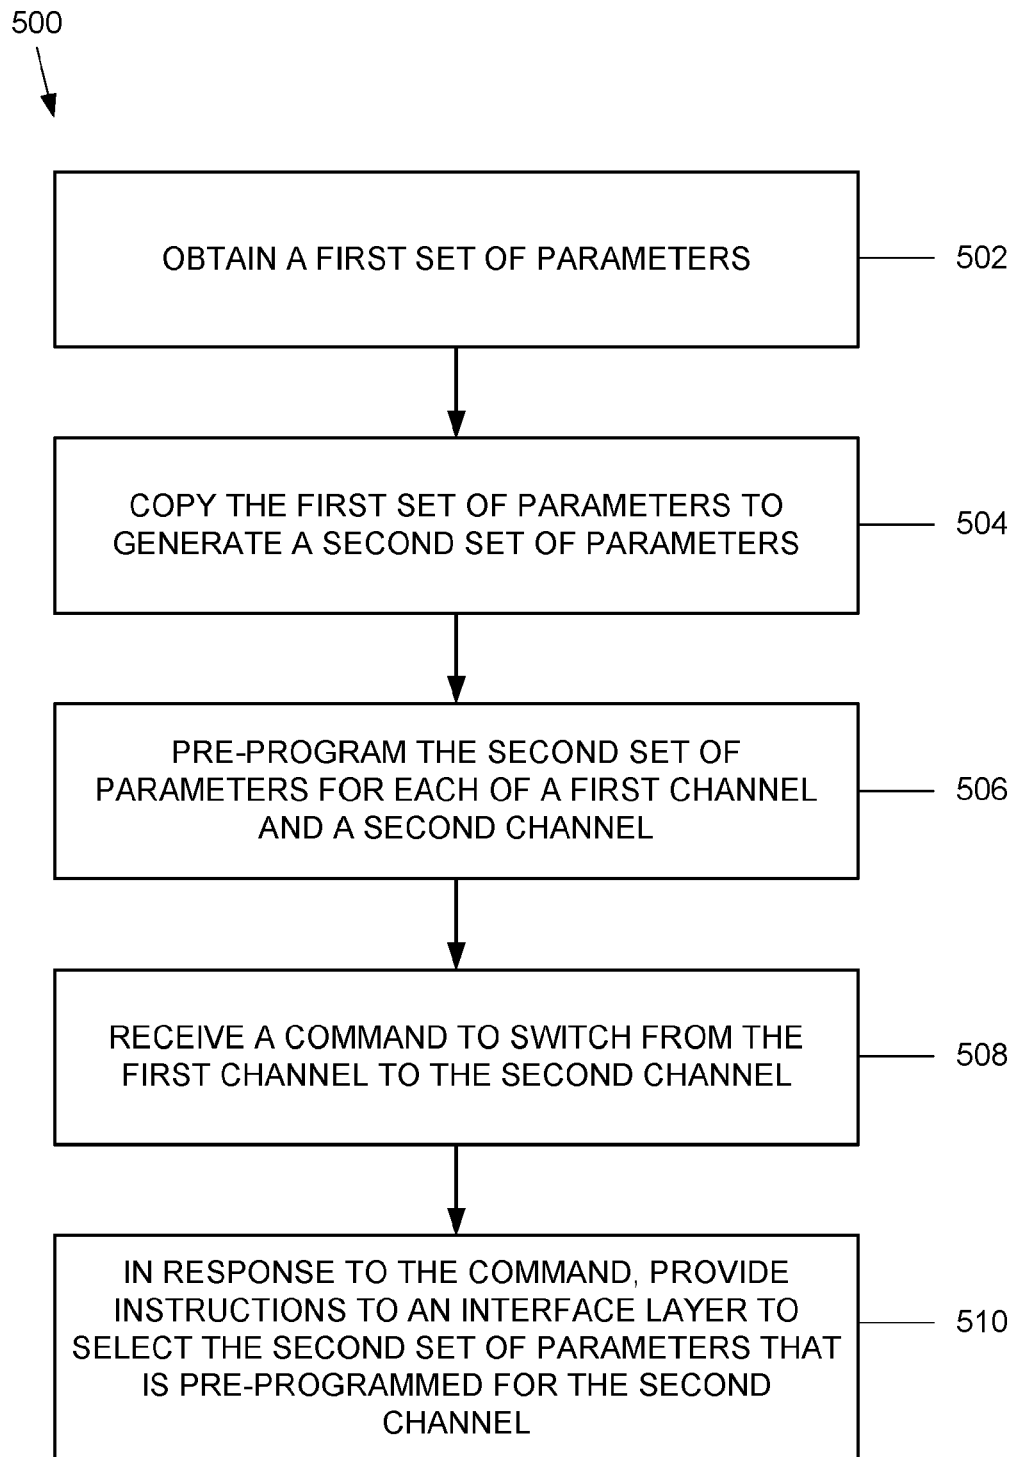 500
OBTAIN A FIRST SET OF PARAMETERS
502
COPY THE FIRST SET OF PARAMETERS TO
GENERATE A SECOND SET OF PARAMETERS
504
PRE-PROGRAM THE SECOND SET OF
PARAMETERS FOR EACH OF A FIRST CHANNEL
AND A SECOND CHANNEL
506
RECEIVE A COMMAND TO SWITCH FROM THE
FIRST CHANNEL TO THE SECOND CHANNEL
508
IN RESPONSE TO THE COMMAND, PROVIDE
INSTRUCTIONS TO AN INTERFACE LAYER TO
SELECT THE SECOND SET OF PARAMETERS THAT
IS PRE-PROGRAMMED FOR THE SECOND
CHANNEL
510